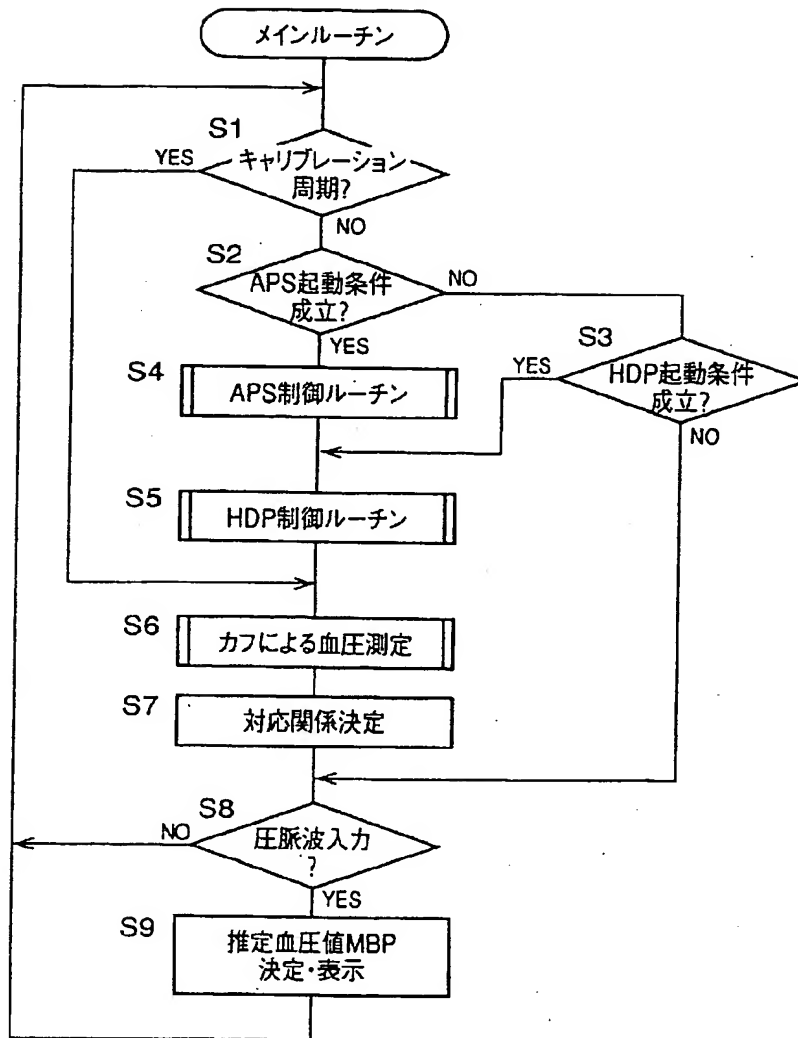 メインルーチン
S1
YES
キャリブレーション
周期?
NO
S2
APS起動条件
成立?
NO
YES
S3
YES
HDP起動条件
成立?
NO
S4
APS制御ルーチン
S5
HDP制御ルーチン
S6
カフによる血圧測定
S7
対応関係決定
S8
NO
圧脈波入力
?
YES
S9
推定血圧値MBP
決定・表示